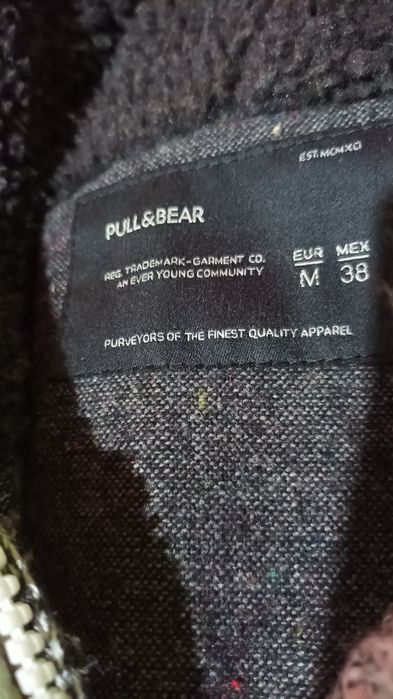 EST. MCMXCI
PULL&BEAR
REG. TRADEMARK-GARMENT CO.
AN EVER YOUNG COMMUNITY
EUR MEX
M 38
PURVEYORS OF THE FINEST QUALITY APPAREL